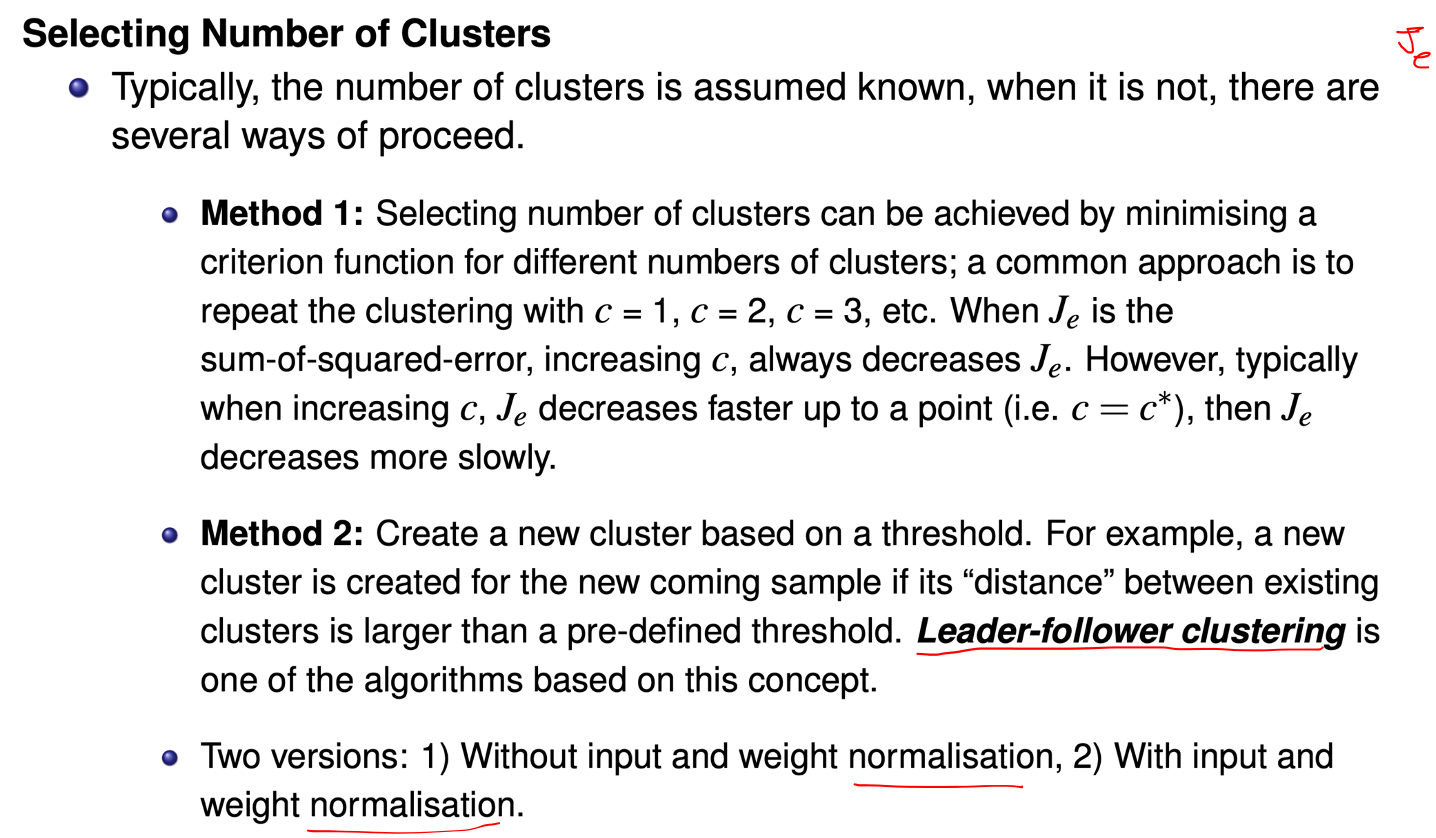 Selecting Number of Clusters
J_e
Typically, the number of clusters is assumed known, when it is not, there are
several ways of proceed.
Method 1: Selecting number of clusters can be achieved by minimising a
criterion function for different numbers of clusters; a common approach is to
repeat the clustering with c = 1, c = 2, c = 3, etc. When J_e is the
sum-of-squared-error, increasing c, always decreases J_e. However, typically
when increasing c, J_e decreases faster up to a point (i.e. c = c*), then J_e
decreases more slowly.
Method 2: Create a new cluster based on a threshold. For example, a new
cluster is created for the new coming sample if its “distance” between existing
clusters is larger than a pre-defined threshold. Leader-follower clustering is
one of the algorithms based on this concept.
Two versions: 1) Without input and weight normalisation, 2) With input and
weight normalisation.